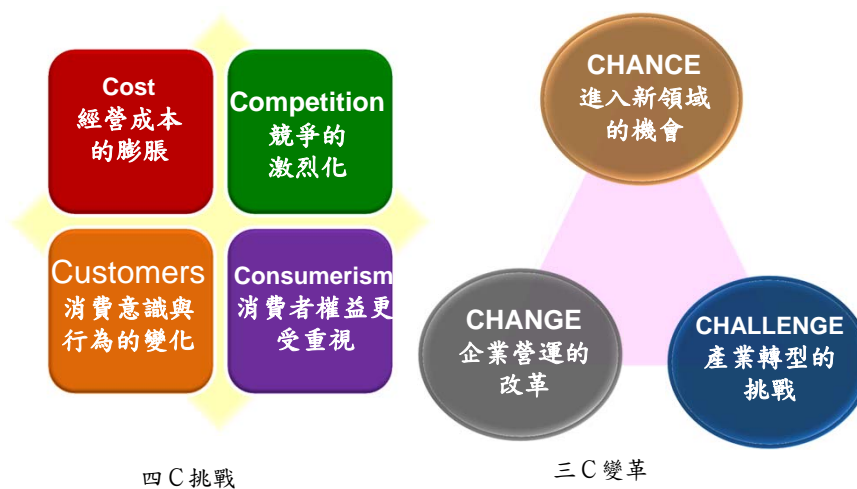 Cost
經營成本
的膨脹
Competition
競爭的
激烈化
Customers
消費意識與
行為的變化
Consumerism
消費者權益更
受重視
四C挑戰
CHANCE
進入新領域
的機會
CHANGE
企業營運的
改革
CHALLENGE
產業轉型的
挑戰
三C變革